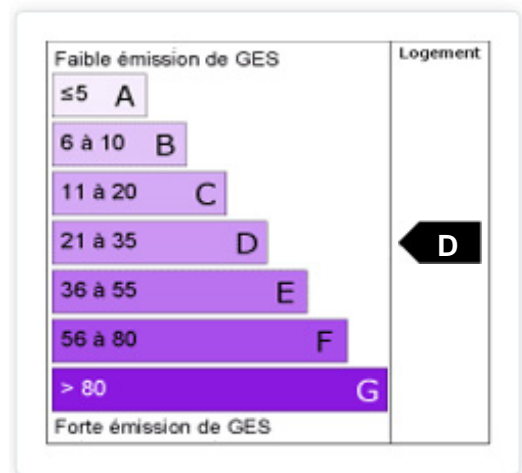 Faible émission de GES
Logement
≤5 A
6 à 10 B
11 à 20 C
21 à 35 D
D
36 à 55 E
56 à 80 F
> 80 G
Forte émission de GES